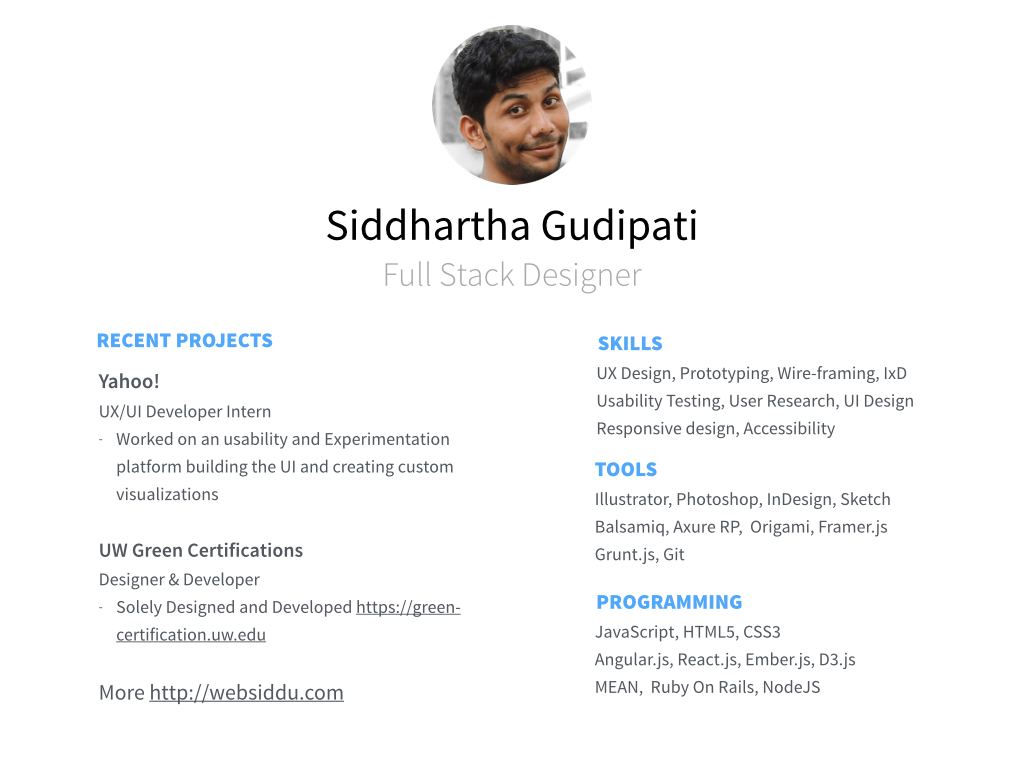 Siddhartha Gudipati
Full Stack Designer
RECENT PROJECTS
Yahoo!
UX/UI Developer Intern
- Worked on an usability and Experimentation
platform building the UI and creating custom
visualizations
UW Green Certifications
Designer & Developer
- Solely Designed and Developed https://green-
certification.uw.edu
More http://websiddu.com
SKILLS
UX Design, Prototyping, Wire-framing, IxD
Usability Testing, User Research, UI Design
Responsive design, Accessibility
TOOLS
Illustrator, Photoshop, InDesign, Sketch
Balsamiq, Axure RP,  Origami, Framer.js
Grunt.js, Git
PROGRAMMING
JavaScript, HTML5, CSS3
Angular.js, React.js, Ember.js, D3.js
MEAN,  Ruby On Rails, NodeJS